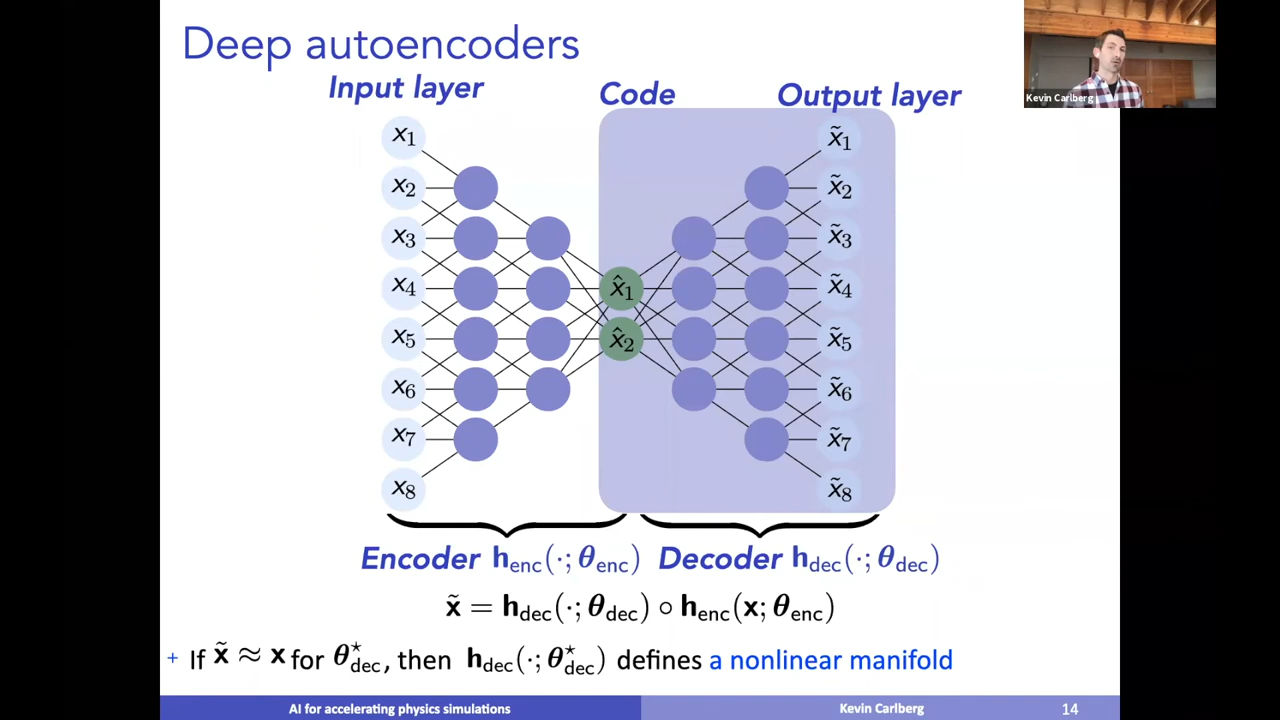 Deep autoencoders
Input layer
Code
Output layer
Kevin Carlberg
x₁
x₂
x₃
x₄
x₅
x₆
x₇
x₈
x̂₁
x̂₂
x̃₁
x̃₂
x̃₃
x̃₄
x̃₅
x̃₆
x̃₇
x̃₈
Encoder h_enc(·; θ_enc)
Decoder h_dec(·; θ_dec)
x̃ = h_dec(·; θ_dec) ∘ h_enc(x; θ_enc)
+ If x̃ ≈ x for θ*_dec, then h_dec(·; θ*_dec) defines a nonlinear manifold
AI for accelerating physics simulations
Kevin Carlberg
14